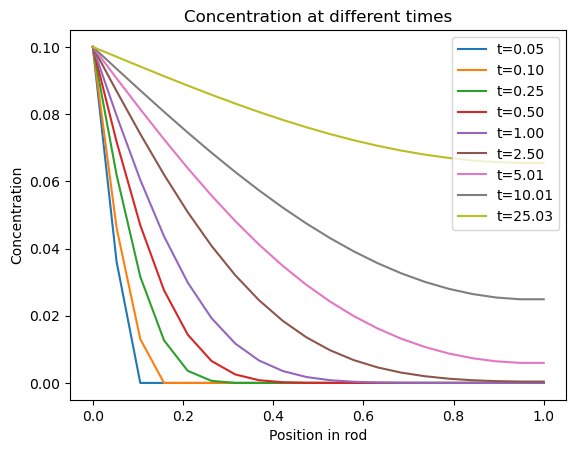 Concentration at different times
Concentration
0.10
0.08
0.06
0.04
0.02
0.00
t=0.05
t=0.10
t=0.25
t=0.50
t=1.00
t=2.50
t=5.01
t=10.01
t=25.03
0.0 0.2 0.4 0.6 0.8 1.0
Position in rod